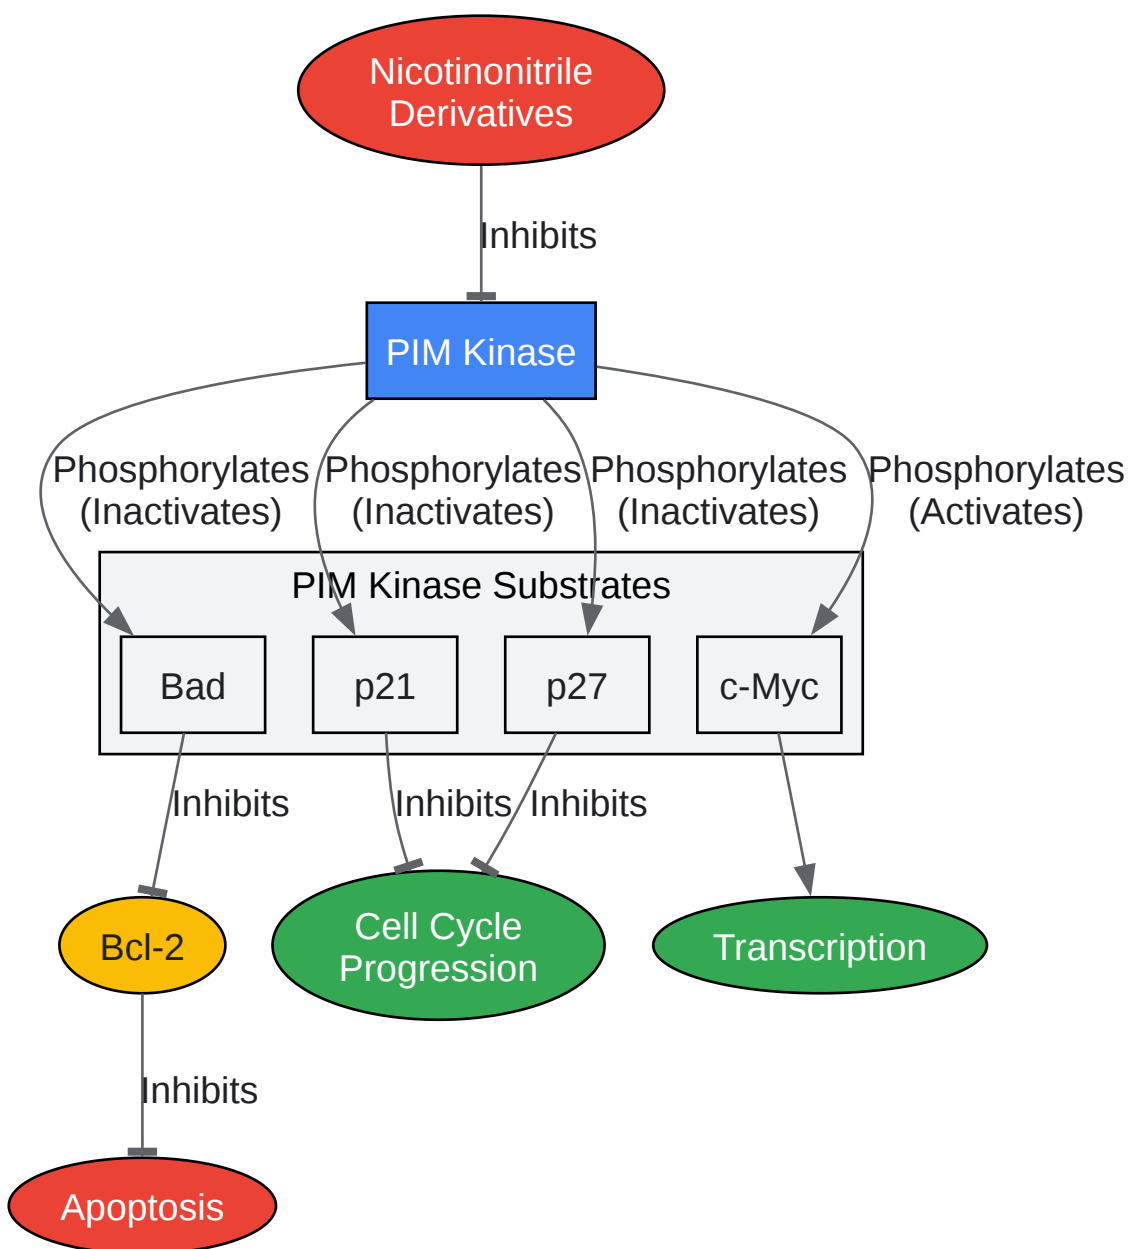 Nicotinonitrile
Derivatives
Inhibits
PIM Kinase
Phosphorylates
(Inactivates)
Phosphorylates
(Inactivates)
Phosphorylates
(Inactivates)
Phosphorylates
(Activates)
PIM Kinase Substrates
Bad
p21
p27
c-Myc
Inhibits
Inhibits
Inhibits
Bcl-2
Cell Cycle
Progression
Transcription
Inhibits
Apoptosis